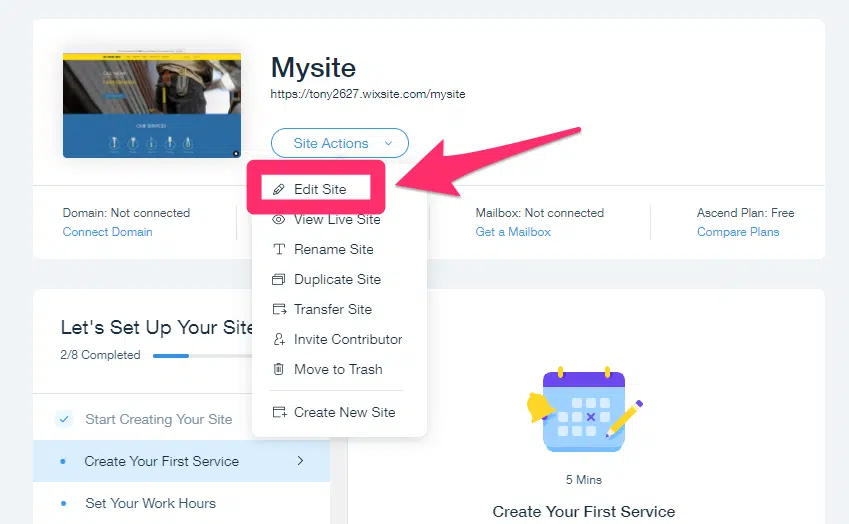 Mysite
https://tony2627.wixsite.com/mysite
Site Actions
Edit Site
View Live Site
Rename Site
Duplicate Site
Transfer Site
Invite Contributor
Move to Trash
Create New Site
Domain: Not connected
Connect Domain
Mailbox: Not connected
Get a Mailbox
Ascend Plan: Free
Compare Plans
Let's Set Up Your Site
2/8 Completed
Start Creating Your Site
Create Your First Service
Set Your Work Hours
5 Mins
Create Your First Service
OUR SERVICES